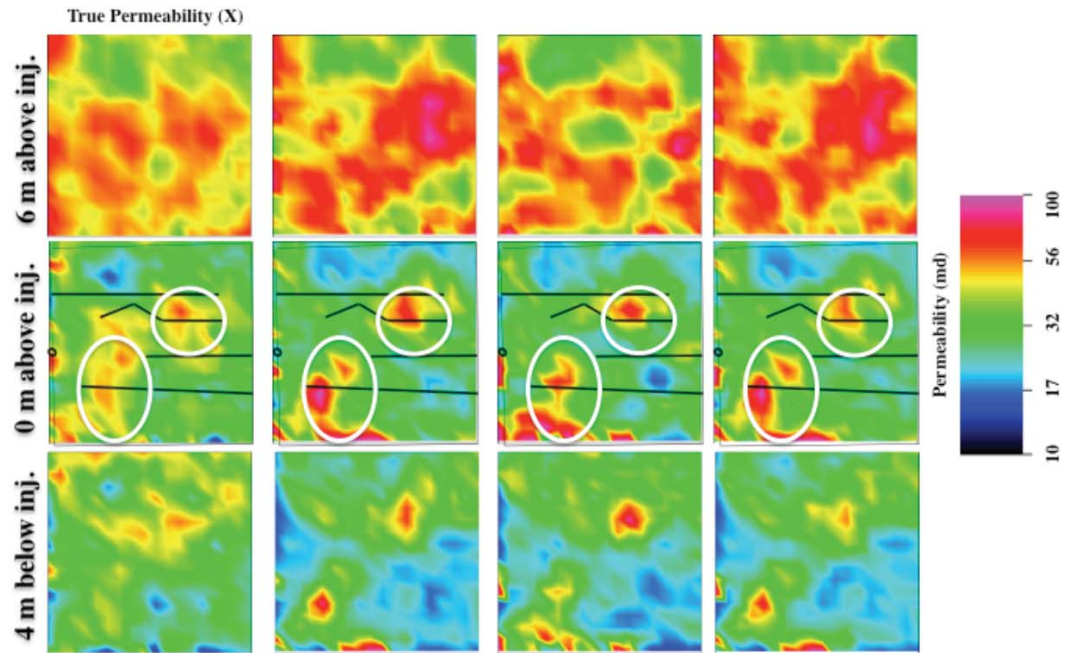 True Permeability (X)
6 m above inj.
0 m above inj.
4 m below inj.
Permeability (md)
100
56
32
17
10